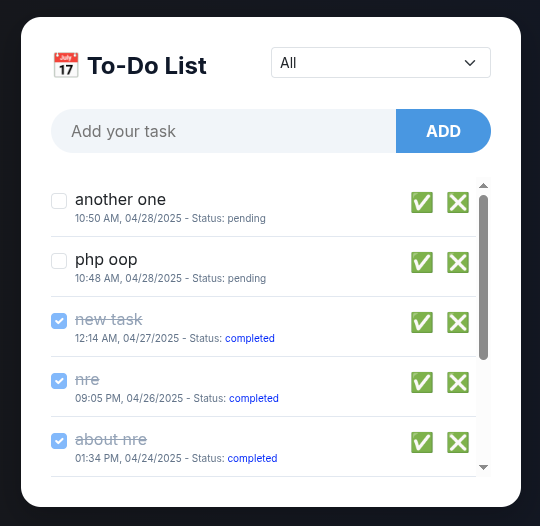 To-Do List
All
Add your task
ADD
another one
10:50 AM, 04/28/2025 - Status: pending
php oop
10:48 AM, 04/28/2025 - Status: pending
new task
12:14 AM, 04/27/2025 - Status: completed
nre
09:05 PM, 04/26/2025 - Status: completed
about nre
01:34 PM, 04/24/2025 - Status: completed